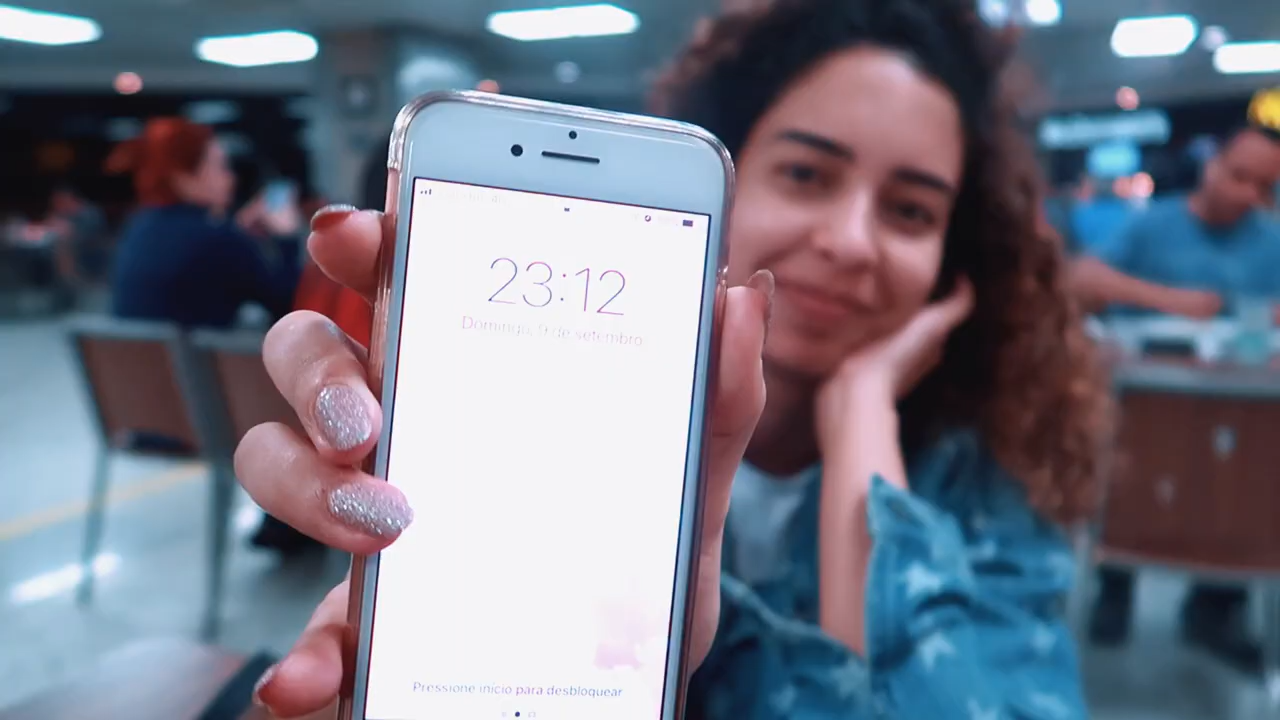 23:12
Domingo, 9 de setembro
Pressione início para desbloquear